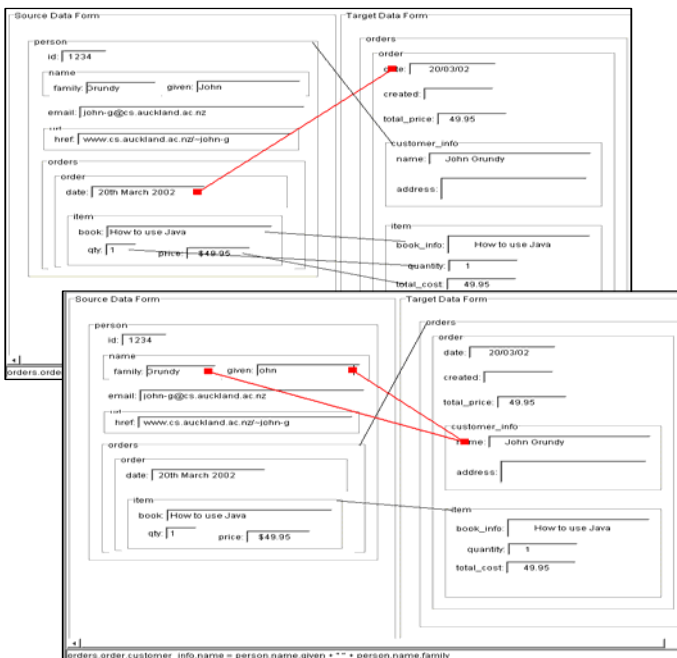 Source Data Form
Target Data Form
person
id: 1234
name
family: Grundy given: John
email: john-g@cs.auckland.ac.nz
url
href: www.cs.auckland.ac.nz/~john-g
orders
order
date: 20th March 2002
item
book: How to use Java
qty: 1 price: $49.95
orders
order
date: 20/03/02
created:
total_price: 49.95
customer_info
name: John Grundy
address:
item
book_info: How to use Java
quantity: 1
total_cost: 49.95
orders.orde
Source Data Form
Target Data Form
person
id: 1234
name
family: Grundy given: ohn
email: john-g@cs.auckland.ac.nz
url
href: www.cs.auckland.ac.nz/~john-g
orders
order
date: 20th March 2002
item
book: How to use Java
qty: 1 price: $49.95
orders
order
date: 20/03/02
created:
total_price: 49.95
customer_info
name: John Grundy
address:
item
book_info: How to use Java
quantity: 1
total_cost: 49.95
orders.order.customer_info.name = person.name.given + " " + person.name.family